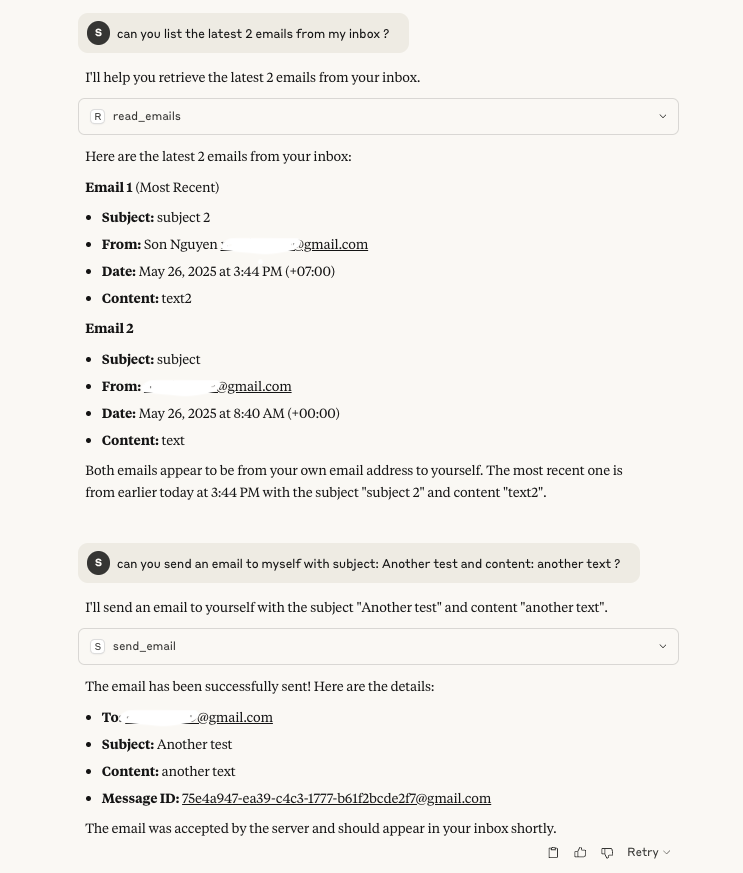 S can you list the latest 2 emails from my inbox ?
I'll help you retrieve the latest 2 emails from your inbox.
R read_emails
Here are the latest 2 emails from your inbox:
Email 1 (Most Recent)
• Subject: subject 2
• From: Son Nguyen @gmail.com
• Date: May 26, 2025 at 3:44 PM (+07:00)
• Content: text2
Email 2
• Subject: subject
• From: @gmail.com
• Date: May 26, 2025 at 8:40 AM (+00:00)
• Content: text
Both emails appear to be from your own email address to yourself. The most recent one is
from earlier today at 3:44 PM with the subject "subject 2" and content "text2".
S can you send an email to myself with subject: Another test and content: another text ?
I'll send an email to yourself with the subject "Another test" and content "another text".
S send_email
The email has been successfully sent! Here are the details:
• To: @gmail.com
• Subject: Another test
• Content: another text
• Message ID: 75e4a947-ea39-c4c3-1777-b61f2bcde2f7@gmail.com
The email was accepted by the server and should appear in your inbox shortly.
Retry